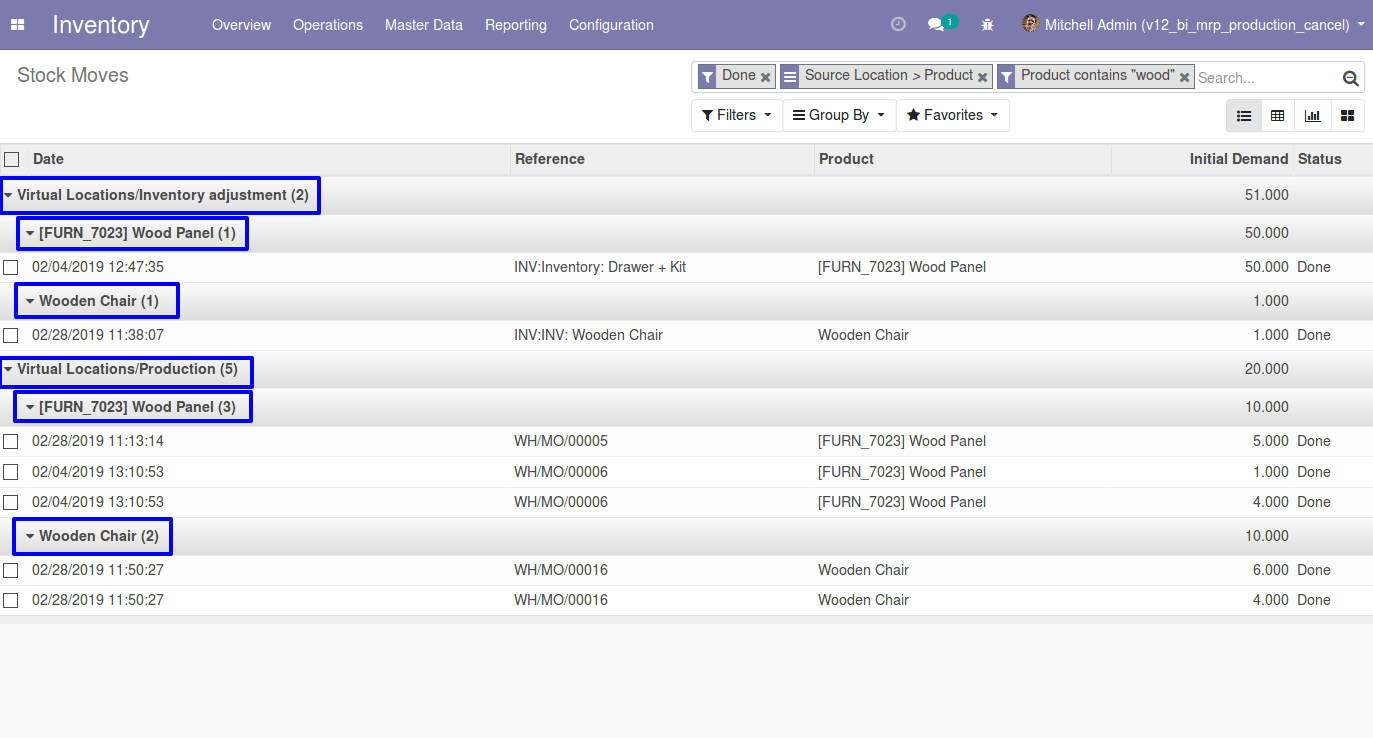 Inventory Overview Operations Master Data Reporting Configuration 1 Mitchell Admin (v12_bi_mrp_production_cancel)
Stock Moves
Done Source Location > Product Product contains "wood" Search...
Filters Group By Favorites
Date Reference Product Initial Demand Status
Virtual Locations/Inventory adjustment (2) 51.000
[FURN_7023] Wood Panel (1) 50.000
02/04/2019 12:47:35 INV:Inventory: Drawer + Kit [FURN_7023] Wood Panel 50.000 Done
Wooden Chair (1) 1.000
02/28/2019 11:38:07 INV:INV: Wooden Chair Wooden Chair 1.000 Done
Virtual Locations/Production (5) 20.000
[FURN_7023] Wood Panel (3) 10.000
02/28/2019 11:13:14 WH/MO/00005 [FURN_7023] Wood Panel 5.000 Done
02/04/2019 13:10:53 WH/MO/00006 [FURN_7023] Wood Panel 1.000 Done
02/04/2019 13:10:53 WH/MO/00006 [FURN_7023] Wood Panel 4.000 Done
Wooden Chair (2) 10.000
02/28/2019 11:50:27 WH/MO/00016 Wooden Chair 6.000 Done
02/28/2019 11:50:27 WH/MO/00016 Wooden Chair 4.000 Done